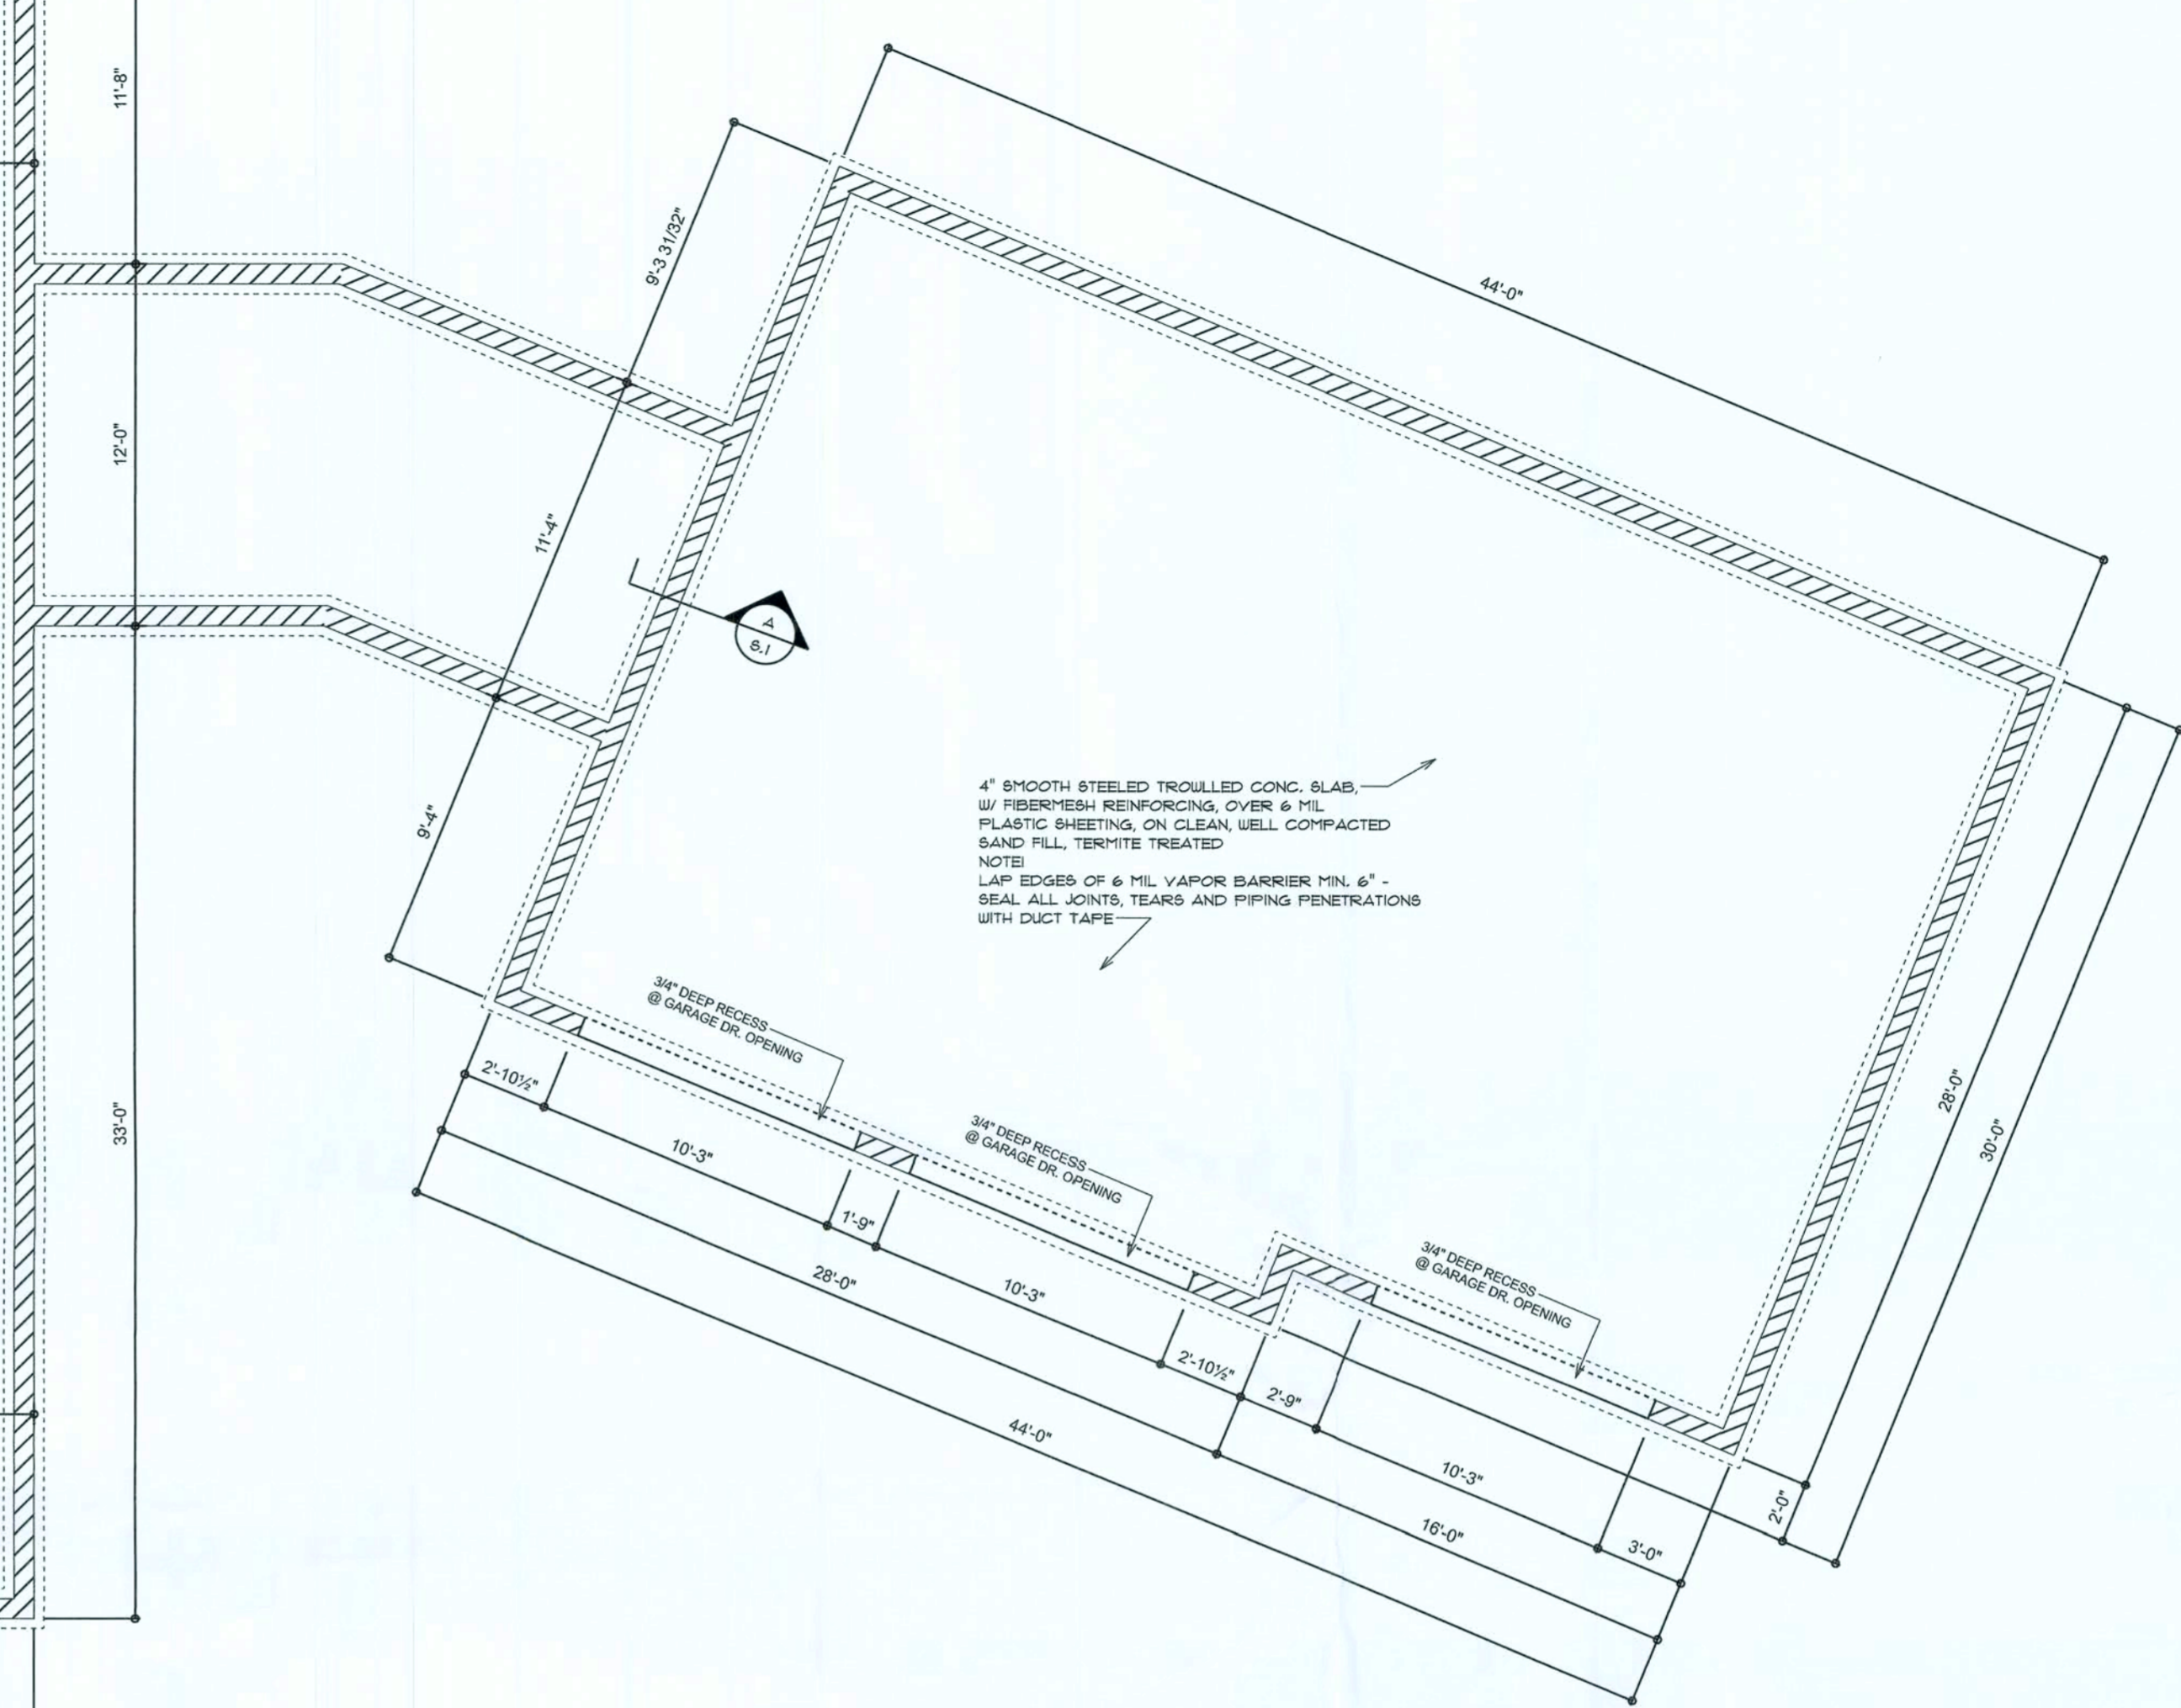 11'-8"
44'-0"
9'-3 31/32"
12'-0"
11'-4"
A
S.1
4" SMOOTH STEELED TROWLLED CONC. SLAB,
W/ FIBERMESH REINFORCING, OVER 6 MIL
PLASTIC SHEETING, ON CLEAN, WELL COMPACTED
SAND FILL, TERMITE TREATED
NOTE!
LAP EDGES OF 6 MIL VAPOR BARRIER MIN. 6" -
SEAL ALL JOINTS, TEARS AND PIPING PENETRATIONS
WITH DUCT TAPE
9'-4"
3/4" DEEP RECESS
@ GARAGE DR. OPENING
3/4" DEEP RECESS
@ GARAGE DR. OPENING
3/4" DEEP RECESS
@ GARAGE DR. OPENING
33'-0"
28'-0"
30'-0"
2'-10½"
10'-3"
1'-9"
10'-3"
2'-10½"
2'-9"
10'-3"
3'-0"
2'-0"
28'-0"
16'-0"
44'-0"